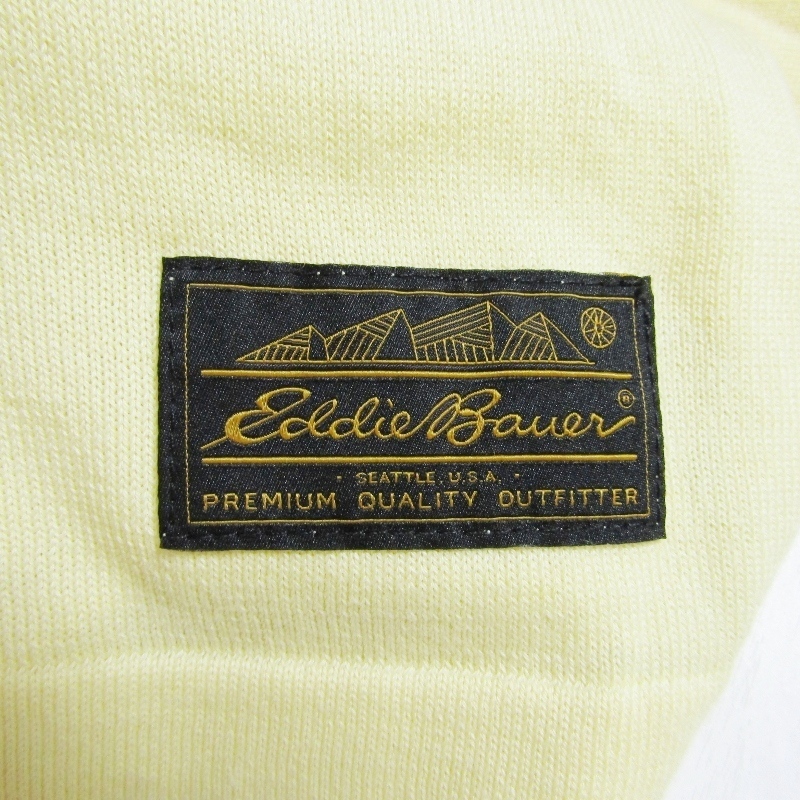 Eddie Bauer ®
· SEATTLE, U.S.A. ·
PREMIUM QUALITY OUTFITTER